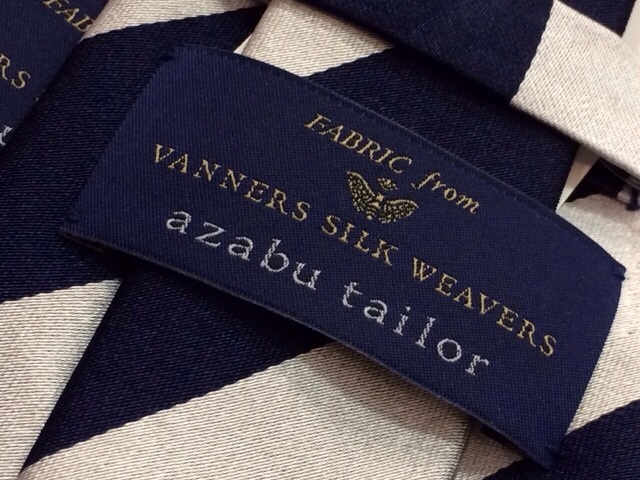 FABRIC from
VANNERS SILK WEAVERS
azabu tailor